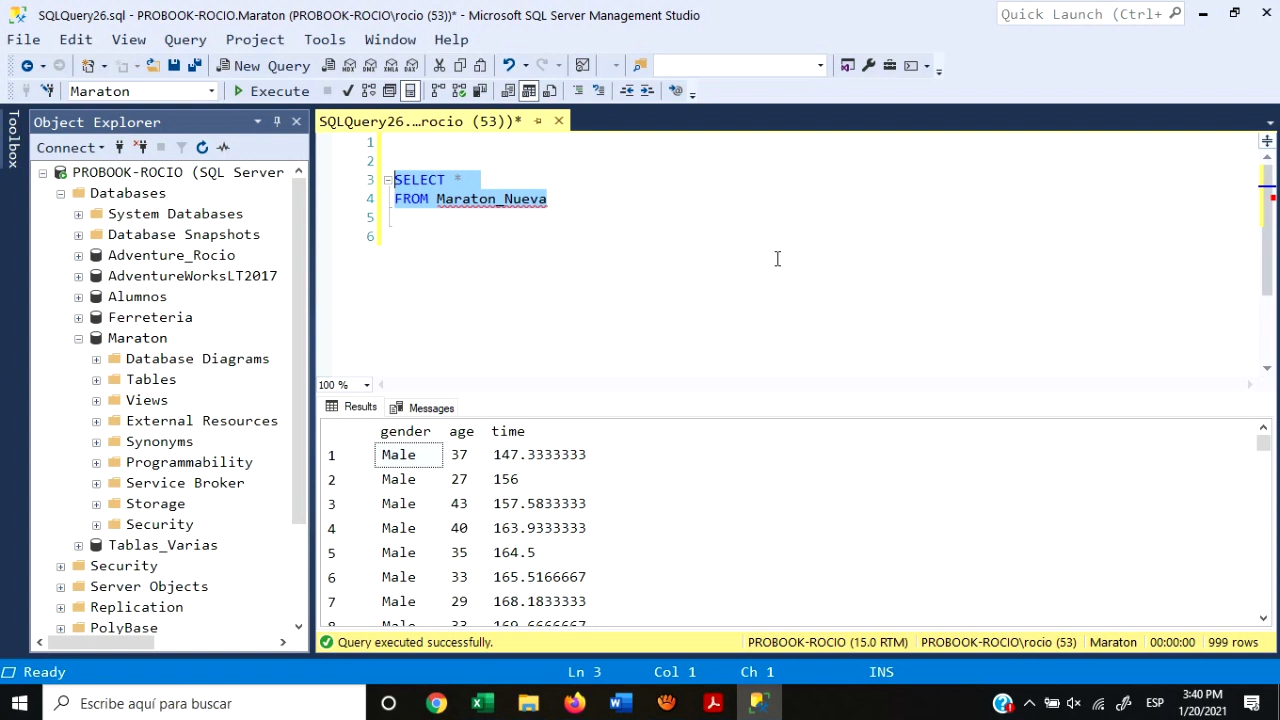 SQLQuery26.sql - PROBOOK-ROCIO.Maraton (PROBOOK-ROCIO\rocio (53))* - Microsoft SQL Server Management Studio
Quick Launch (Ctrl+
File Edit View Query Project Tools Window Help
New Query
Maraton Execute
Toolbox
Object Explorer
Connect
PROBOOK-ROCIO (SQL Server
Databases
System Databases
Database Snapshots
Adventure_Rocio
AdventureWorksLT2017
Alumnos
Ferreteria
Maraton
Database Diagrams
Tables
Views
External Resources
Synonyms
Programmability
Service Broker
Storage
Security
Tablas_Varias
Security
Server Objects
Replication
PolyBase
SQLQuery26....rocio (53))*
1
2
3 SELECT *
4 FROM Maraton_Nueva
5
6
100 %
Results Messages
gender age time
1 Male 37 147.3333333
2 Male 27 156
3 Male 43 157.5833333
4 Male 40 163.9333333
5 Male 35 164.5
6 Male 33 165.5166667
7 Male 29 168.1833333
8 Male 33 169.6666667
Query executed successfully. PROBOOK-ROCIO (15.0 RTM) PROBOOK-ROCIO\rocio (53) Maraton 00:00:00 999 rows
Ready Ln 3 Col 1 Ch 1 INS
Escribe aquí para buscar
ESP
3:40 PM
1/20/2021